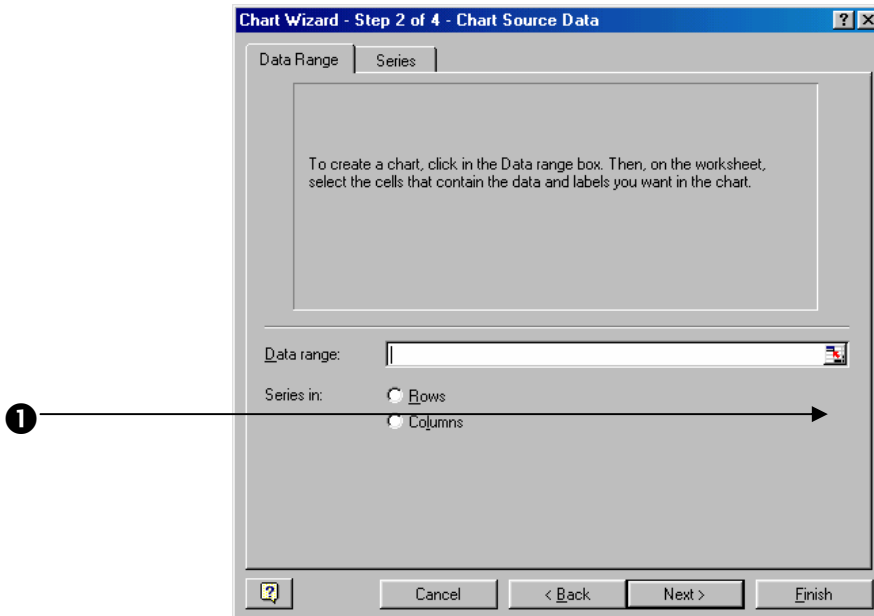 Chart Wizard - Step 2 of 4 - Chart Source Data
Data Range Series
To create a chart, click in the Data range box. Then, on the worksheet,
select the cells that contain the data and labels you want in the chart.
Data range:
Series in: Rows
❶
Columns
Cancel < Back Next > Finish